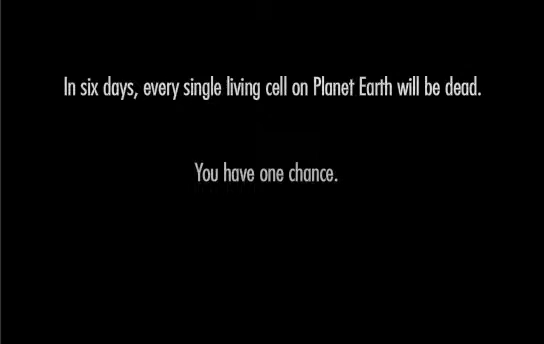 In six days, every single living cell on Planet Earth will be dead.
You have one chance.